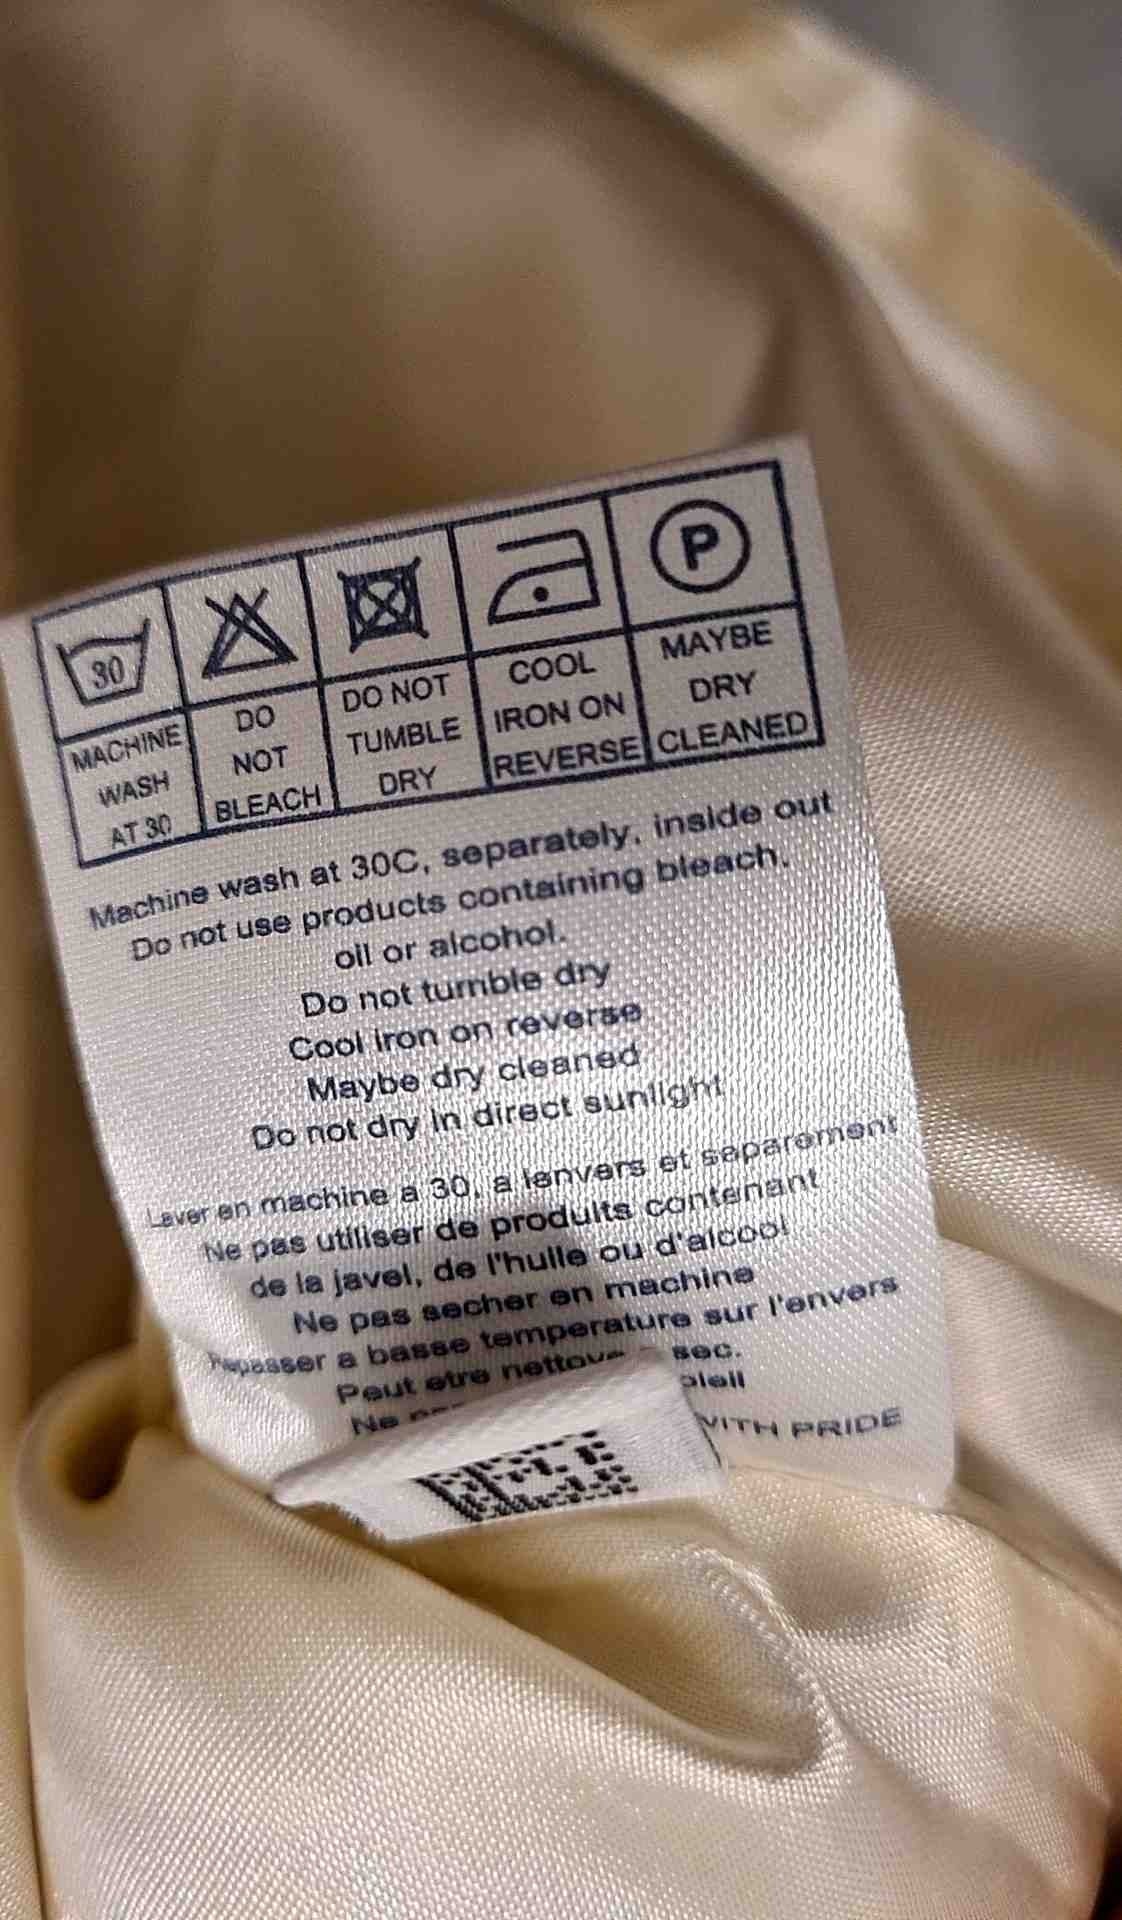 30
P
MACHINE
WASH
AT 30
DO
NOT
BLEACH
DO NOT
TUMBLE
DRY
COOL
IRON ON
REVERSE
MAYBE
DRY
CLEANED
Machine wash at 30C, separately, inside out
Do not use products containing bleach.
oil or alcohol.
Do not tumble dry
Cool iron on reverse
Maybe dry cleaned
Do not dry in direct sunlight
Laver en machine a 30, a lenvers et separement
Ne pas utiliser de produits contenant
de la javel, de l'huile ou d'alcool
Ne pas secher en machine
Repasser a basse temperature sur l'envers
Peut etre sec.
Ne
WITH PRIDE